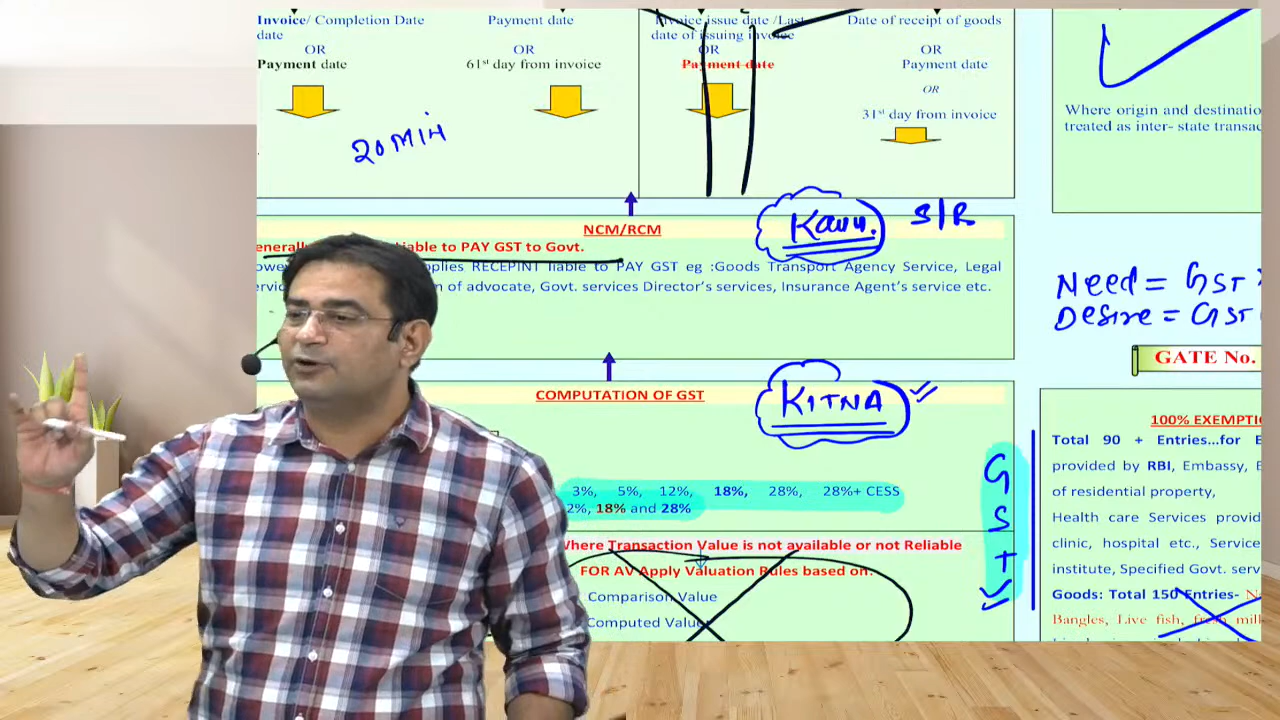 Invoice/ Completion Date
date
OR
Payment date
Payment date
OR
61st day from invoice
Invoice issue date /Last
date of issuing invoice
OR
Payment date
Date of receipt of goods
OR
Payment date
OR
31st day from invoice
20 MIN
NCM/RCM
liable to PAY GST to Govt.
RECEPINT liable to PAY GST eg :Goods Transport Agency Service, Legal
of advocate, Govt. services Director's services, Insurance Agent's service etc.
Kaun.
S/R
COMPUTATION OF GST
KITNA
3%, 5%, 12%, 18%, 28%, 28%+ CESS
2%, 18% and 28%
Where Transaction Value is not available or not Reliable
FOR AV Apply Valuation Rules based on:
Comparison Value
Computed Value
GST
Where origin and destinatio
treated as inter- state transac
Need = GST
Desire = GST
GATE No.
100% EXEMPTI
Total 90 + Entries...for E
provided by RBI, Embassy, E
of residential property,
Health care Services provid
clinic, hospital etc., Service
institute, Specified Govt. serv
Goods: Total 150 Entries- N
Bangles, Live fish, fresh mil